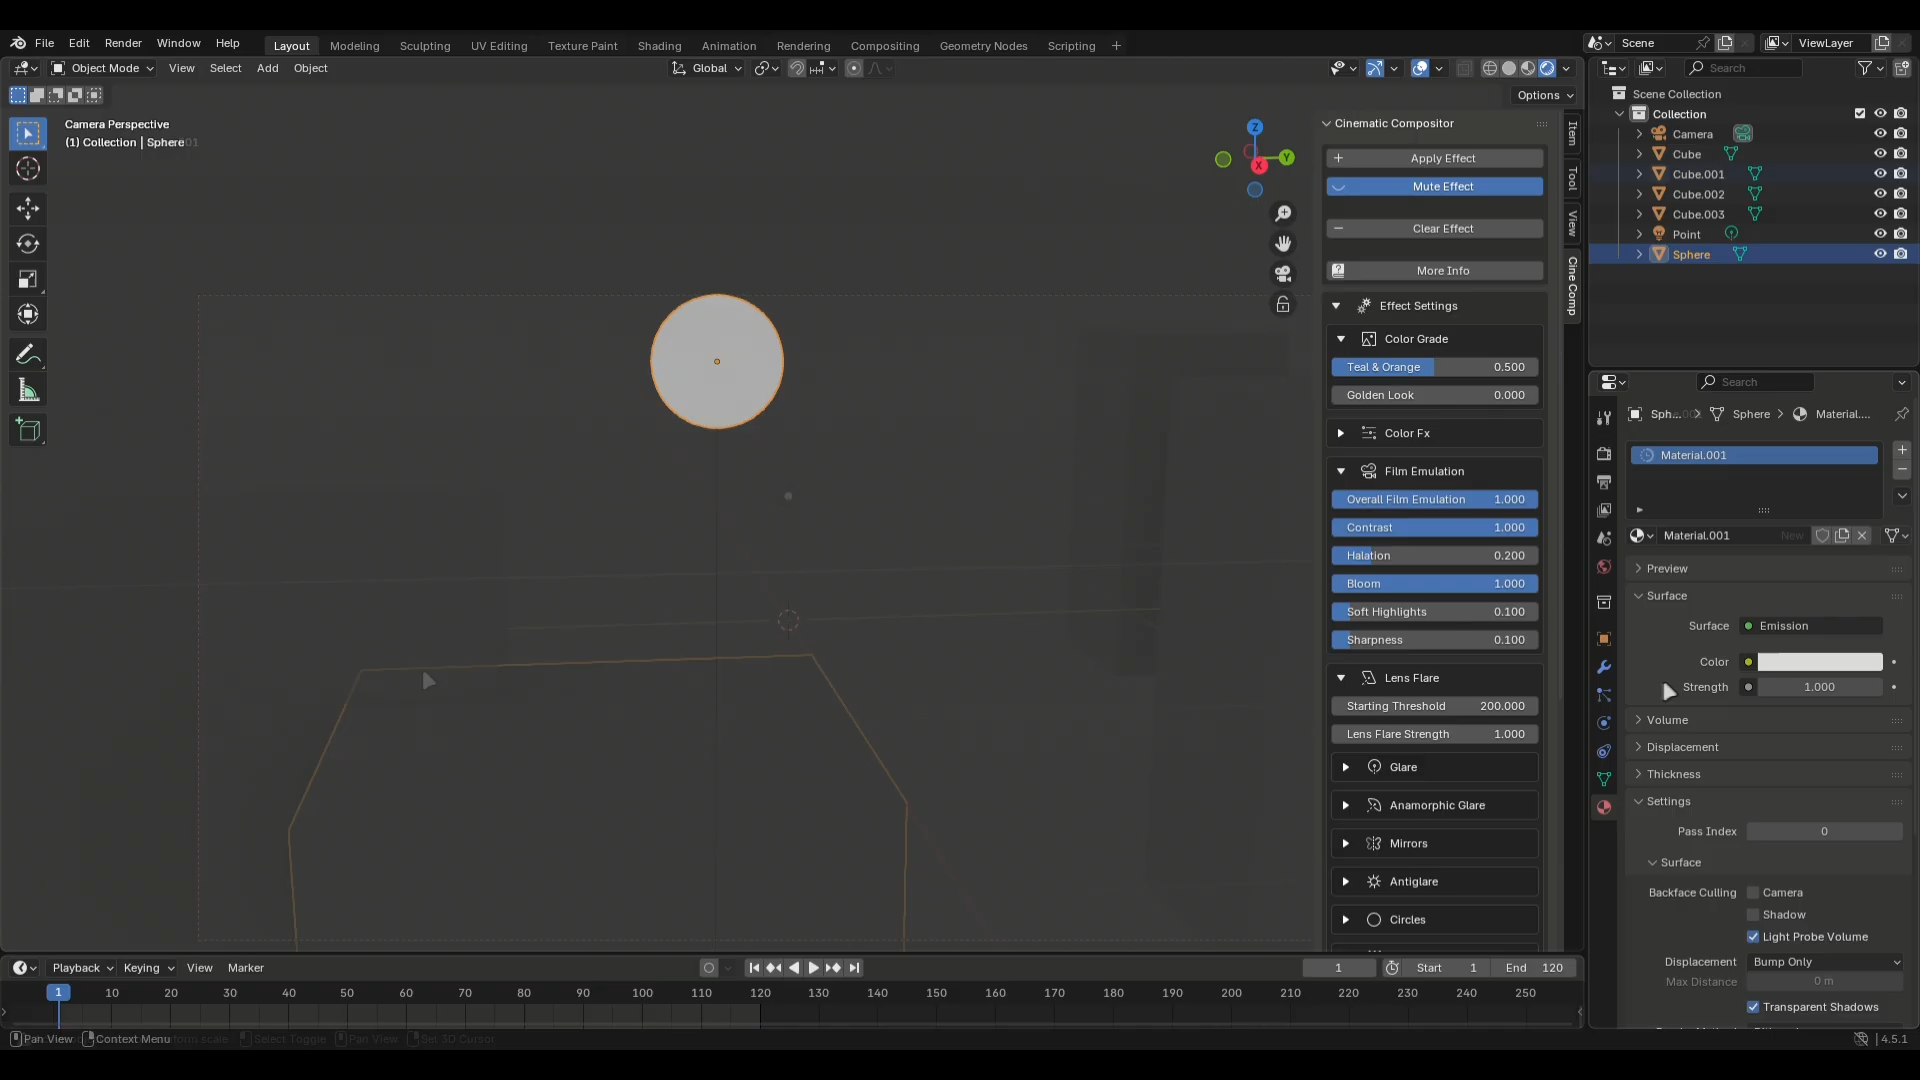 File Edit Render Window Help
Layout Modeling Sculpting UV Editing Texture Paint Shading Animation Rendering Compositing Geometry Nodes Scripting +
Scene ViewLayer
Object Mode View Select Add Object
Global
Search
Options
Camera Perspective
(1) Collection | Sphere
Z
Y
X
Item
Tool
View
Cine Comp
Cinematic Compositor
Apply Effect
Mute Effect
Clear Effect
More Info
Effect Settings
Color Grade
Teal & Orange 0.500
Golden Look 0.000
Color Fx
Film Emulation
Overall Film Emulation 1.000
Contrast 1.000
Halation 0.200
Bloom 1.000
Soft Highlights 0.100
Sharpness 0.100
Lens Flare
Starting Threshold 200.000
Lens Flare Strength 1.000
Glare
Anamorphic Glare
Mirrors
Antiglare
Circles
Scene Collection
Collection
Camera
Cube
Cube.001
Cube.002
Cube.003
Point
Sphere
Search
Sph... Sphere Material....
Material.001
Material.001 New
Preview
Surface
Surface Emission
Color
Strength 1.000
Volume
Displacement
Thickness
Settings
Pass Index 0
Surface
Backface Culling Camera
Shadow
Light Probe Volume
Displacement Bump Only
Max Distance 0 m
Transparent Shadows
Playback Keying View Marker
1 Start 1 End 120
1 10 20 30 40 50 60 70 80 90 100 110 120 130 140 150 160 170 180 190 200 210 220 230 240 250
Pan View Context Menu Select Toggle Pan View Set 3D Cursor
4.5.1